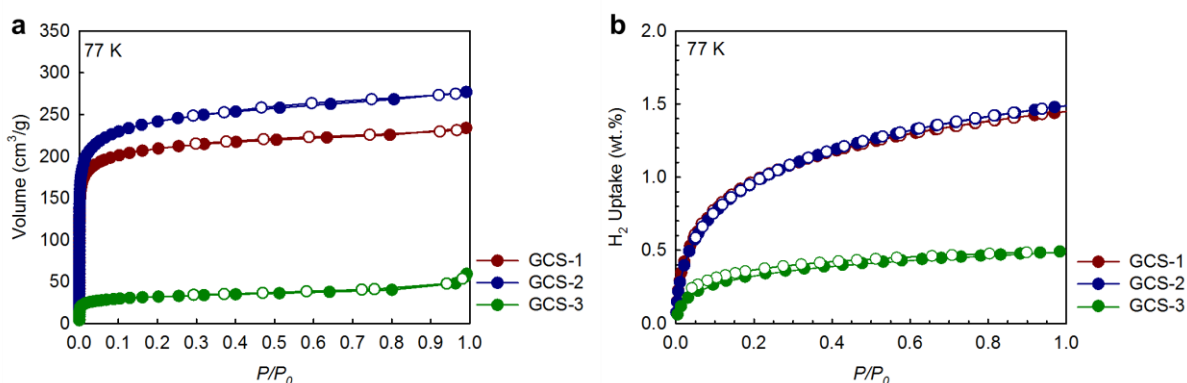 a
77 K
Volume (cm³/g)
350
300
250
200
150
100
50
0
0.0 0.1 0.2 0.3 0.4 0.5 0.6 0.7 0.8 0.9 1.0
P/P₀
GCS-1
GCS-2
GCS-3
b
77 K
H₂ Uptake (wt.%)
2.0
1.5
1.0
0.5
0.0
0.0 0.2 0.4 0.6 0.8 1.0
P/P₀
GCS-1
GCS-2
GCS-3